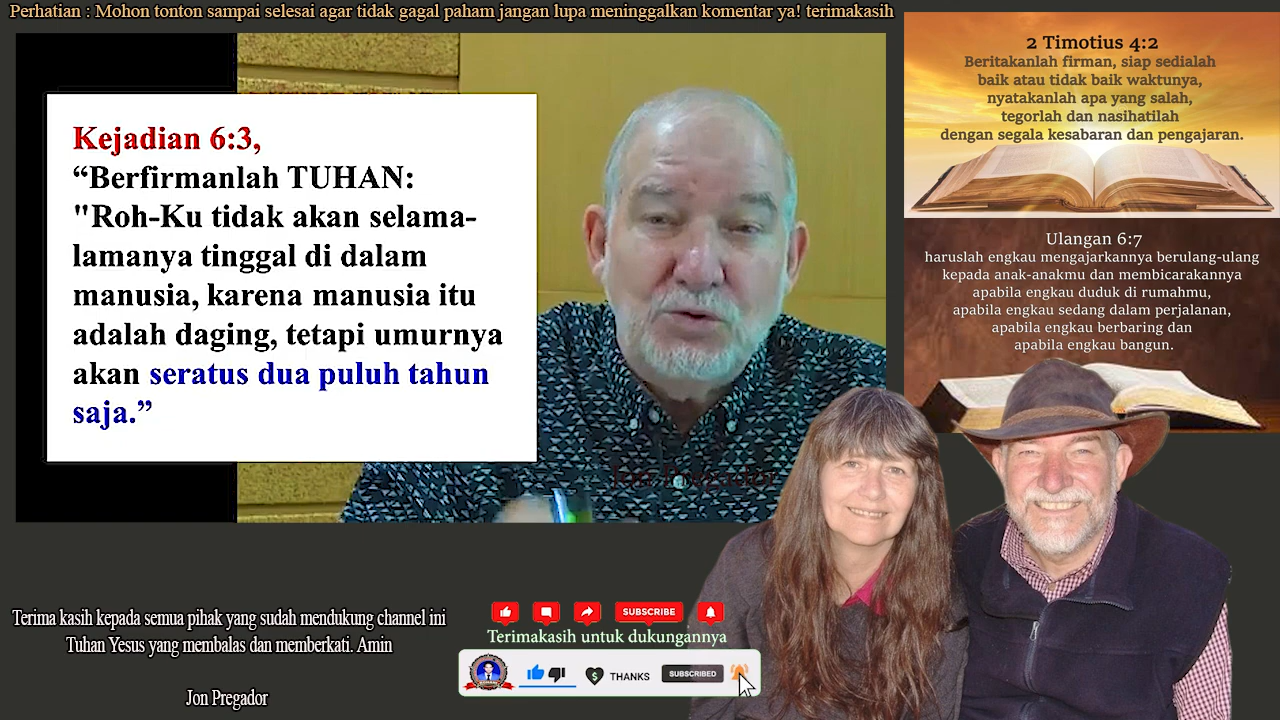 Perhatian : Mohon tonton sampai selesai agar tidak gagal paham jangan lupa meninggalkan komentar ya! terimakasih
Kejadian 6:3,
“Berfirmanlah TUHAN:
"Roh-Ku tidak akan selama-
lamanya tinggal di dalam
manusia, karena manusia itu
adalah daging, tetapi umurnya
akan seratus dua puluh tahun
saja.”
Jon Pregador
2 Timotius 4:2
Beritakanlah firman, siap sedialah
baik atau tidak baik waktunya,
nyatakanlah apa yang salah,
tegorlah dan nasihatilah
dengan segala kesabaran dan pengajaran.
Ulangan 6:7
haruslah engkau mengajarkannya berulang-ulang
kepada anak-anakmu dan membicarakannya
apabila engkau duduk di rumahmu,
apabila engkau sedang dalam perjalanan,
apabila engkau berbaring dan
apabila engkau bangun.
Terima kasih kepada semua pihak yang sudah mendukung channel ini
Tuhan Yesus yang membalas dan memberkati. Amin
Jon Pregador
SUBSCRIBE
Terimakasih untuk dukungannya
THANKS
SUBSCRIBED